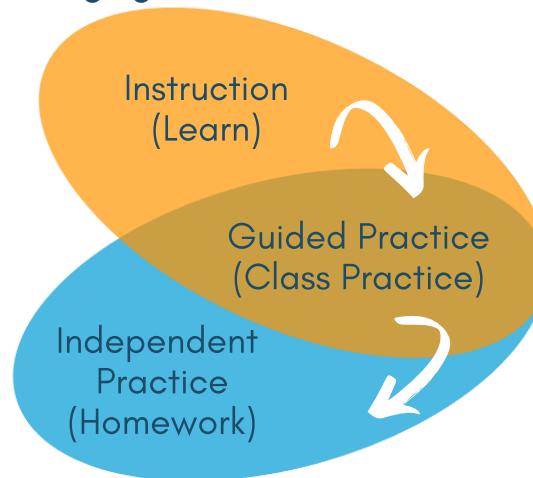 Instruction
(Learn)
Guided Practice
(Class Practice)
Independent
Practice
(Homework)